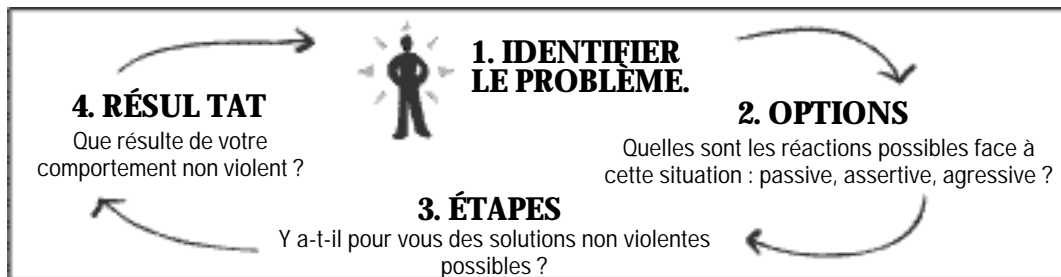 1. IDENTIFIER
LE PROBLÈME.
2. OPTIONS
Quelles sont les réactions possibles face à
cette situation : passive, assertive, agressive ?
3. ÉTAPES
Y a-t-il pour vous des solutions non violentes
possibles ?
4. RÉSUL TAT
Que résulte de votre
comportement non violent ?